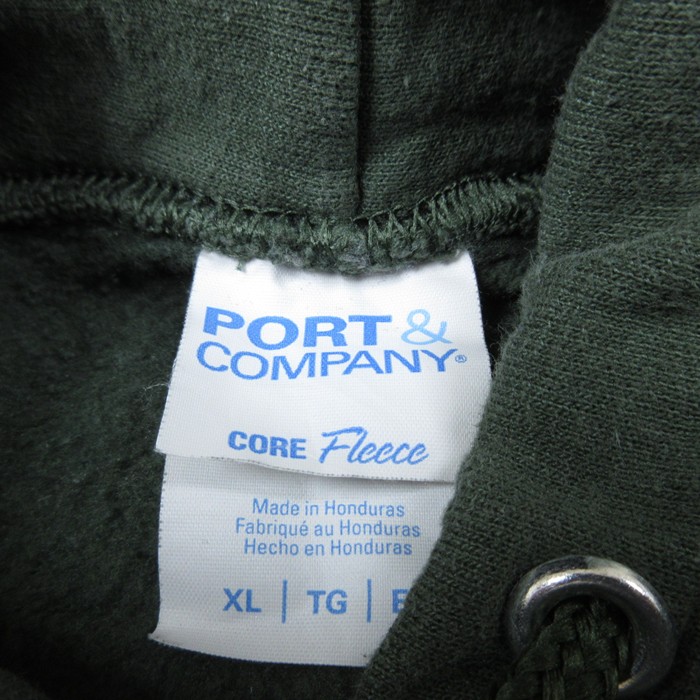 PORT &
COMPANY®
CORE Fleece
Made in Honduras
Fabriqué au Honduras
Hecho en Honduras
XL | TG |